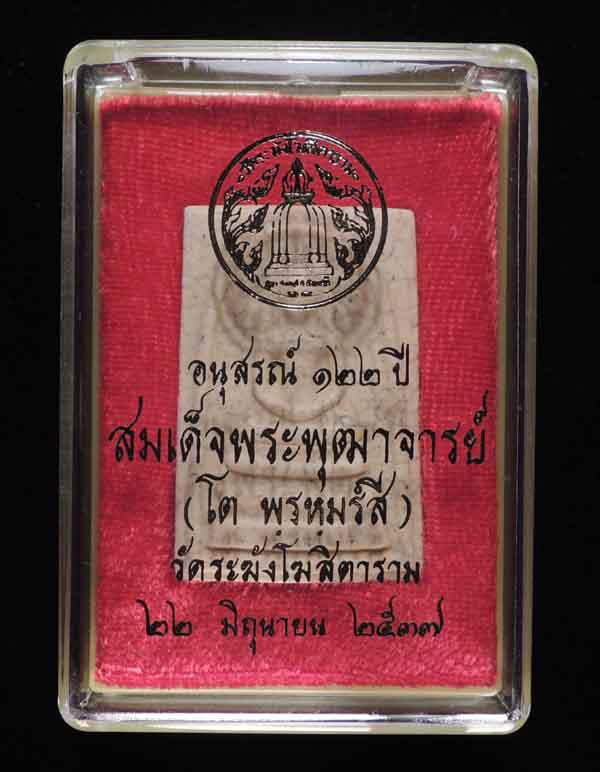 อนุสรณ์ ๑๒๒ ปี
สมเด็จพระพุฒาจารย์
(โต พฺรหฺมรํสี)
วัดระฆังโฆสิตาราม
๒๒ มิถุนายน ๒๕๓๗